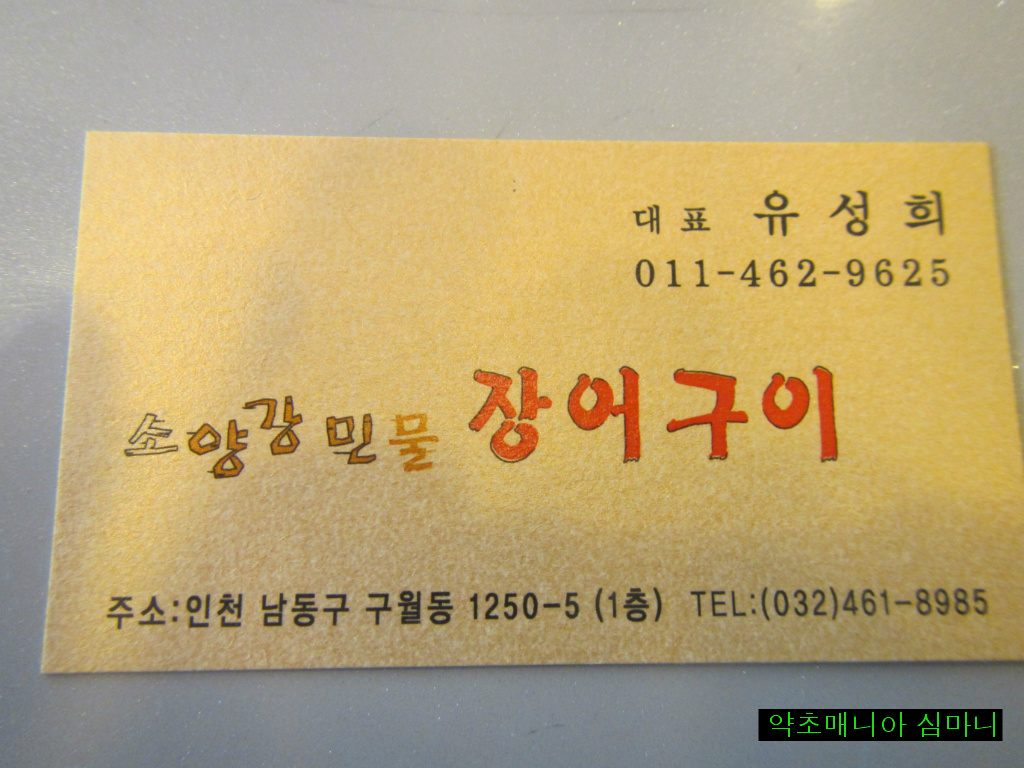 대표 유성희
011-462-9625
소양강 민물 장어구이
주소:인천 남동구 구월동 1250-5 (1층) TEL:(032)461-8985
약초매니아 심마니